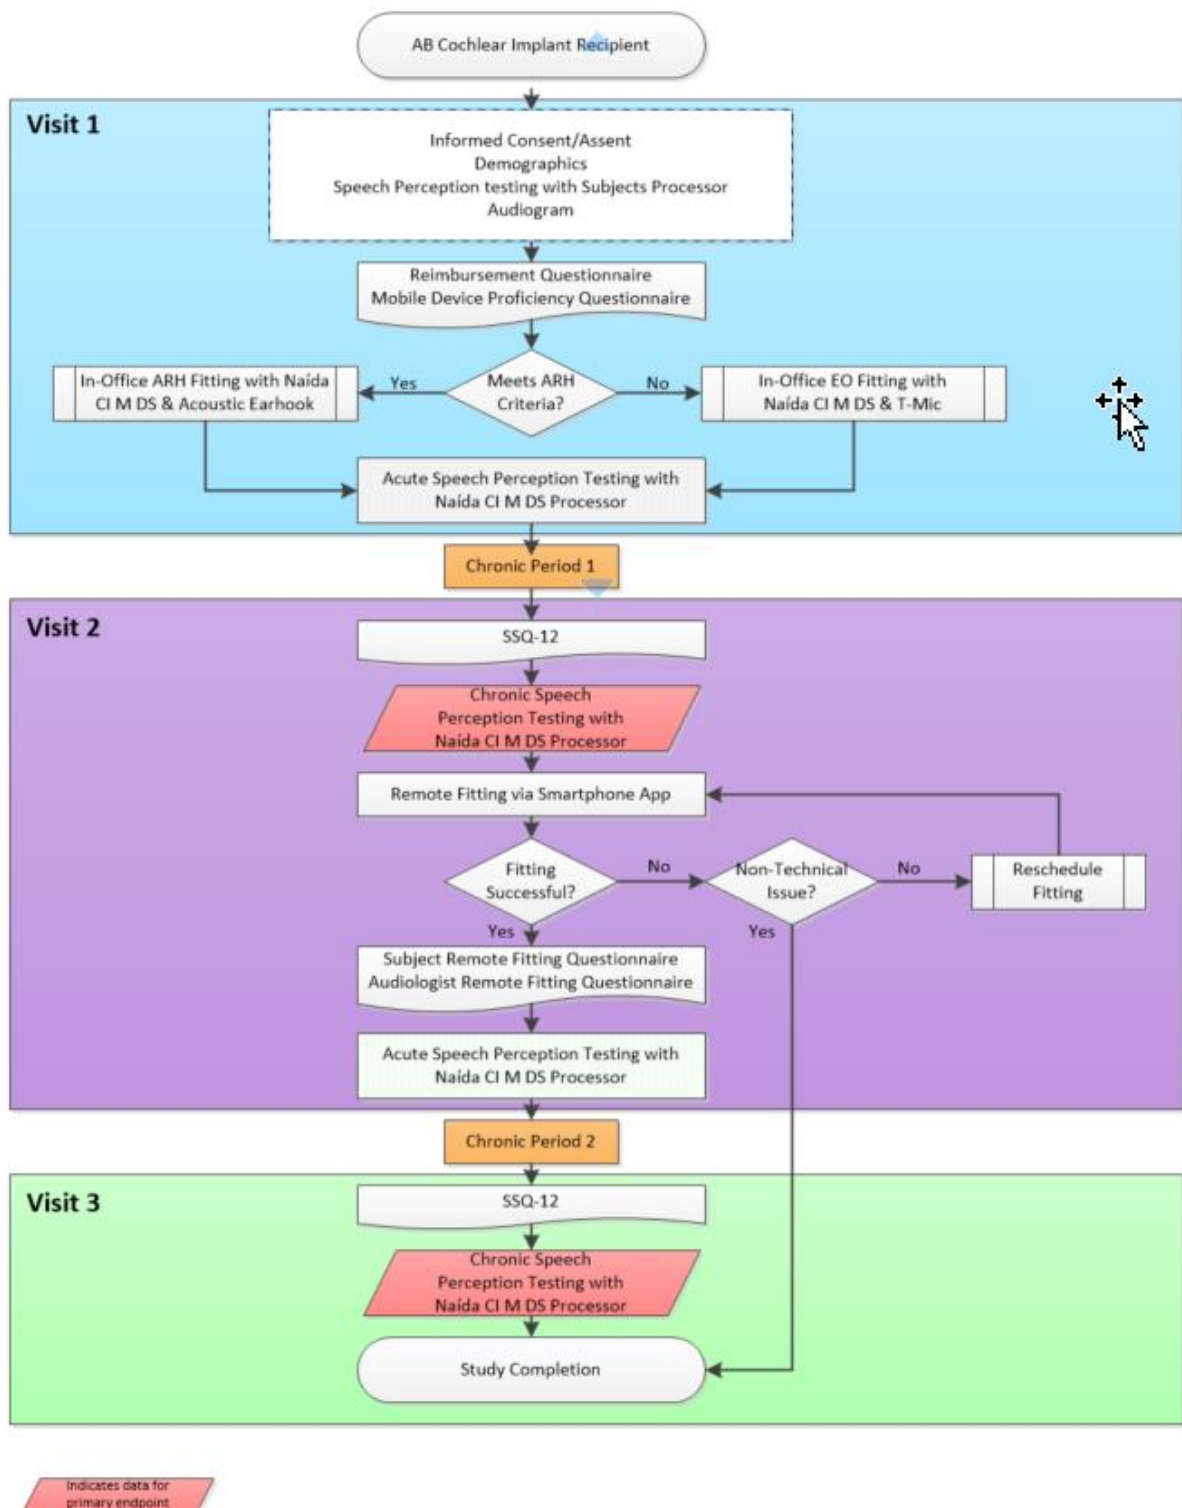 AB Cochlear Implant Recipient
Visit 1
Informed Consent/Assent
Demographics
Speech Perception testing with Subjects Processor
Audiogram
Reimbursement Questionnaire
Mobile Device Proficiency Questionnaire
Meets ARH
Criteria?
Yes
No
In-Office ARH Fitting with Naída
CI M DS & Acoustic Earhook
In-Office EO Fitting with
Naída CI M DS & T-Mic
Acute Speech Perception Testing with
Naída CI M DS Processor
Chronic Period 1
Visit 2
SSQ-12
Chronic Speech
Perception Testing with
Naída CI M DS Processor
Remote Fitting via Smartphone App
Fitting
Successful?
No
Non-Technical
Issue?
No
Reschedule
Fitting
Yes
Yes
Subject Remote Fitting Questionnaire
Audiologist Remote Fitting Questionnaire
Acute Speech Perception Testing with
Naída CI M DS Processor
Chronic Period 2
Visit 3
SSQ-12
Chronic Speech
Perception Testing with
Naída CI M DS Processor
Study Completion
Indicates data for
primary endpoint